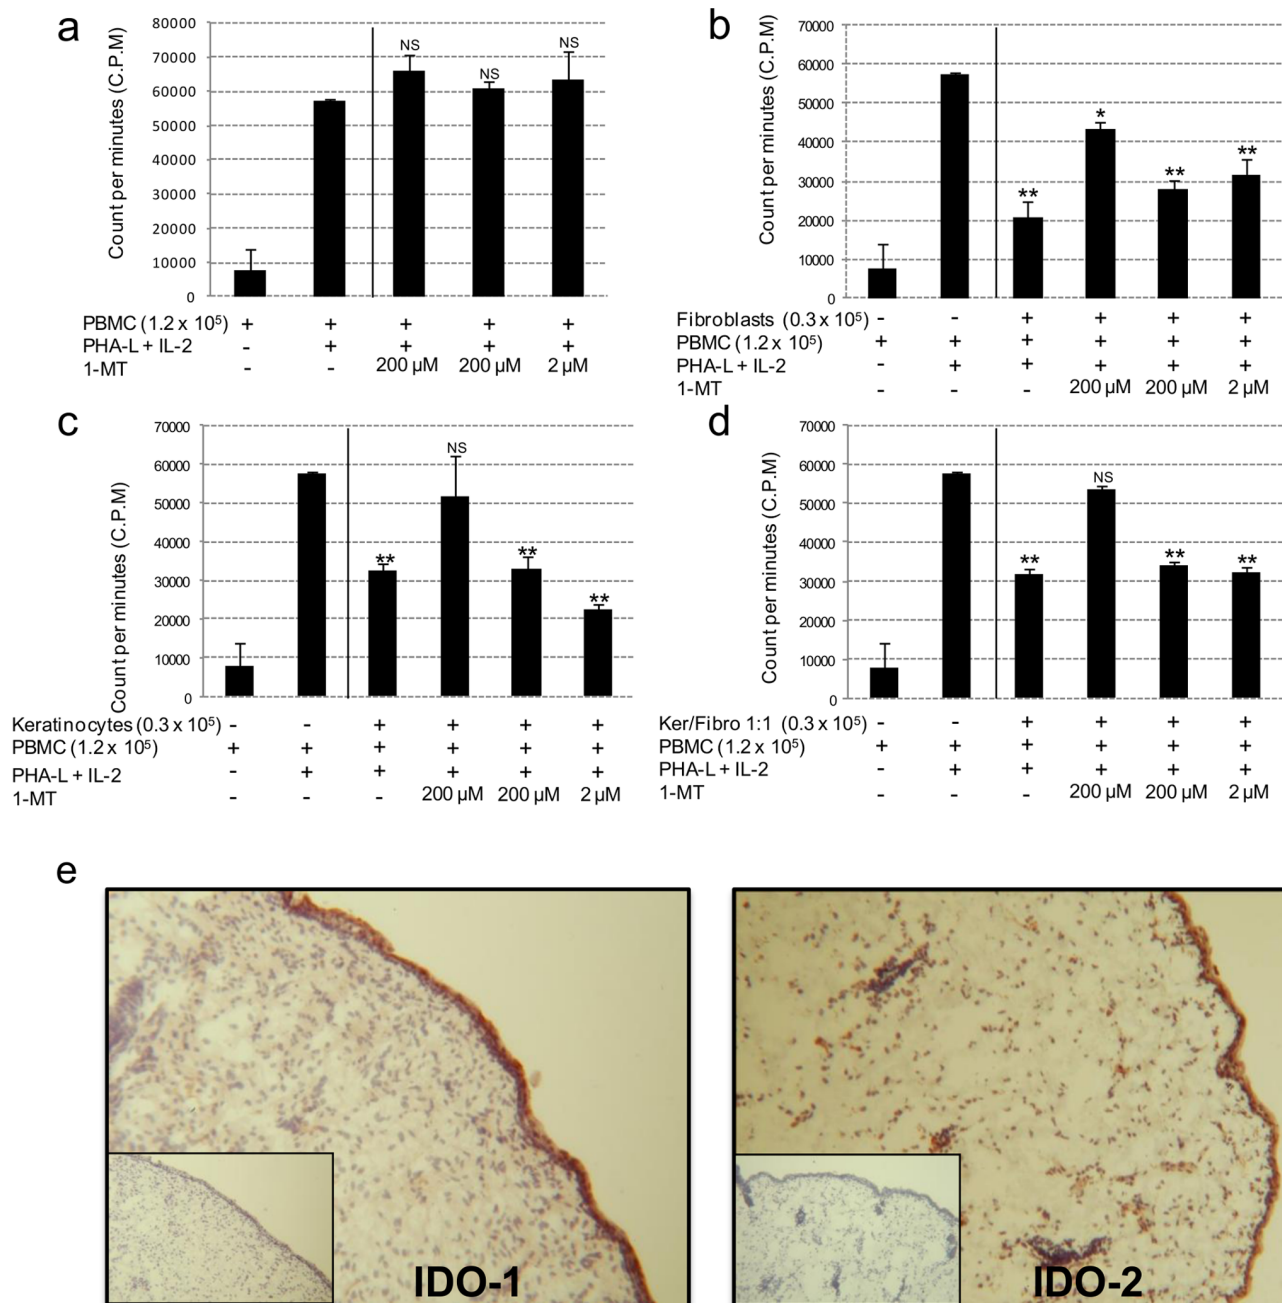 a
Count per minutes (C.P.M)
80000
70000
60000
50000
40000
30000
20000
10000
0
NS
NS
NS
PBMC (1.2 x 10⁵) + + + + +
PHA-L + IL-2 - + + + +
1-MT - - 200 µM 200 µM 2 µM
b
Count per minutes (C.P.M)
70000
60000
50000
40000
30000
20000
10000
0
**
*
**
**
Fibroblasts (0.3 x 10⁵) - - + + + +
PBMC (1.2 x 10⁵) + + + + + +
PHA-L + IL-2 - + + + + +
1-MT - - - 200 µM 200 µM 2 µM
c
Count per minutes (C.P.M)
70000
60000
50000
40000
30000
20000
10000
0
**
NS
**
**
Keratinocytes (0.3 x 10⁵) - - + + + +
PBMC (1.2 x 10⁵) + + + + + +
PHA-L + IL-2 - + + + + +
1-MT - - - 200 µM 200 µM 2 µM
d
Count per minutes (C.P.M)
70000
60000
50000
40000
30000
20000
10000
0
**
NS
**
**
Ker/Fibro 1:1 (0.3 x 10⁵) - - + + + +
PBMC (1.2 x 10⁵) + + + + + +
PHA-L + IL-2 - + + + + +
1-MT - - - 200 µM 200 µM 2 µM
e
IDO-1
IDO-2